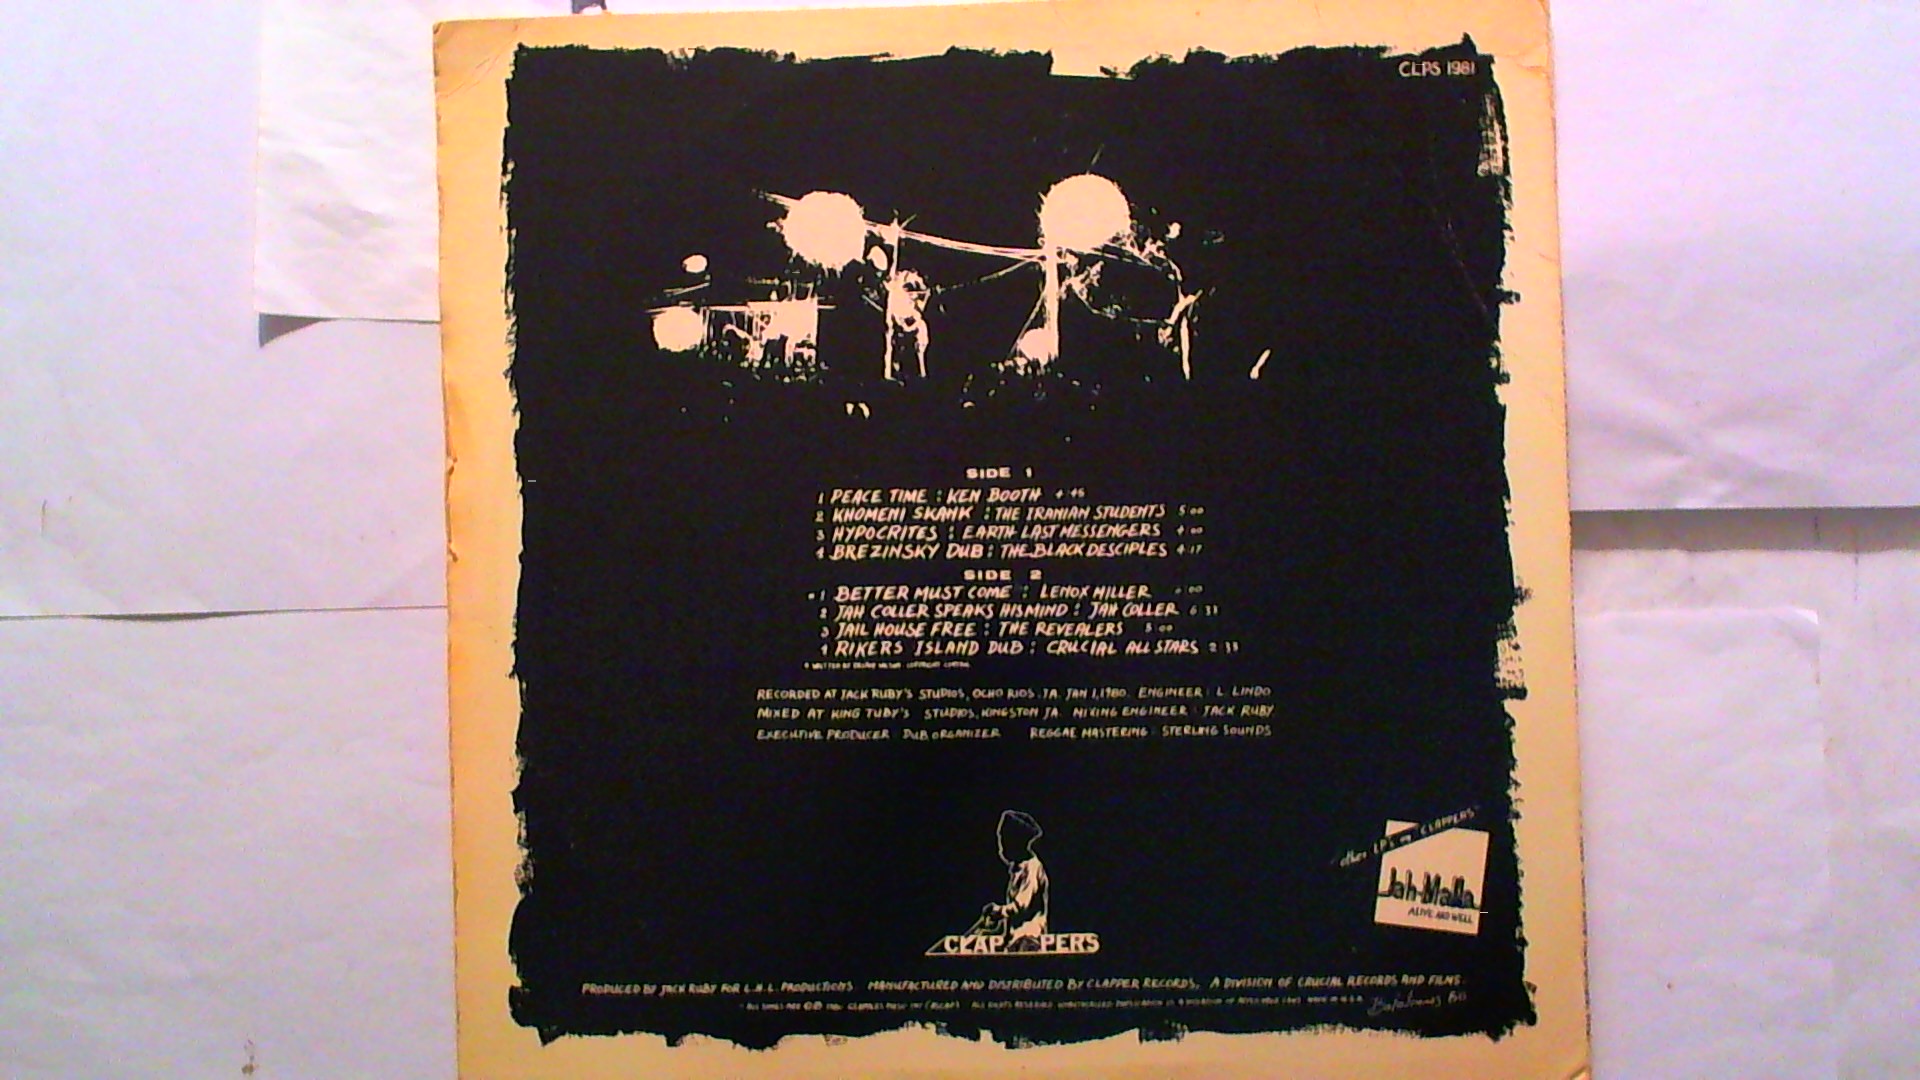 CLPS 1981
SIDE 1
1 PEACE TIME : KEN BOOTH 4:45
2 KHOMENI SKANK : THE IRANIAN STUDENTS 5:00
3 HYPOCRITES : EARTH LAST MESSENGERS 4:00
4 BREZINSKY DUB : THE BLACK DESCIPLES 4:17
SIDE 2
• 1 BETTER MUST COME : LENOX MILLER
2 JAH COLLER SPEAKS HIS MIND : JAH COLLER 6:33
3 JAIL HOUSE FREE : THE REVEALERS
4 RIKERS ISLAND DUB : CRUCIAL ALL STARS 2:33
RECORDED AT JACK RUBY'S STUDIOS, OCHO RIOS. JA. JAN 1, 1980. ENGINEER : L. LINDO
MIXED AT KING TUBY'S STUDIOS, KINGSTON JA. MIXING ENGINEER : JACK RUBY
EXECUTIVE PRODUCER DUB ORGANIZER REGGAE MASTERING STERLING SOUNDS
other LP's on "CLAPPERS"
Jah-Malla
ALIVE AND WELL
CLAPPERS
PRODUCED BY JACK RUBY FOR L.N.L. PRODUCTIONS. MANUFACTURED AND DISTRIBUTED BY CLAPPER RECORDS, A DIVISION OF CRUCIAL RECORDS AND FILMS.